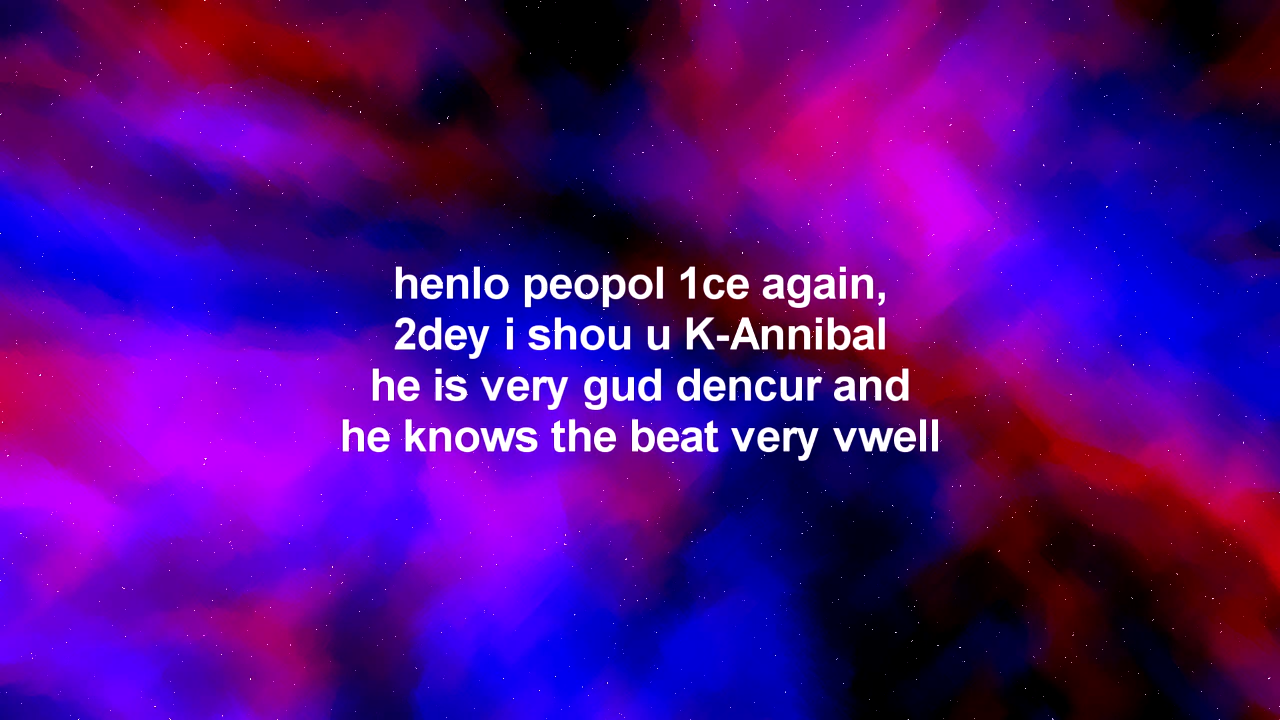 henlo peopol 1ce again,
2dey i shou u K-Annibal
he is very gud dencur and
he knows the beat very vwell